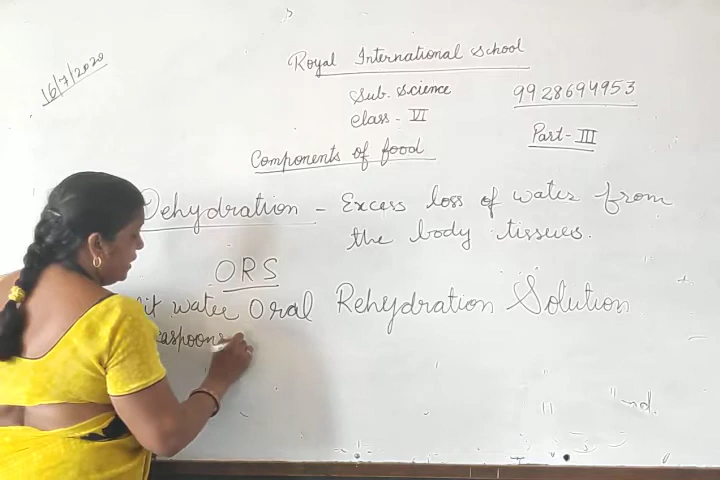 16/7/2020
Royal International School
Sub. Science
9928694953
Class - VI
Part - III
Components of food
Dehydration - Excess loss of water from
the body tissues.
ORS
water Oral Rehydration Solution